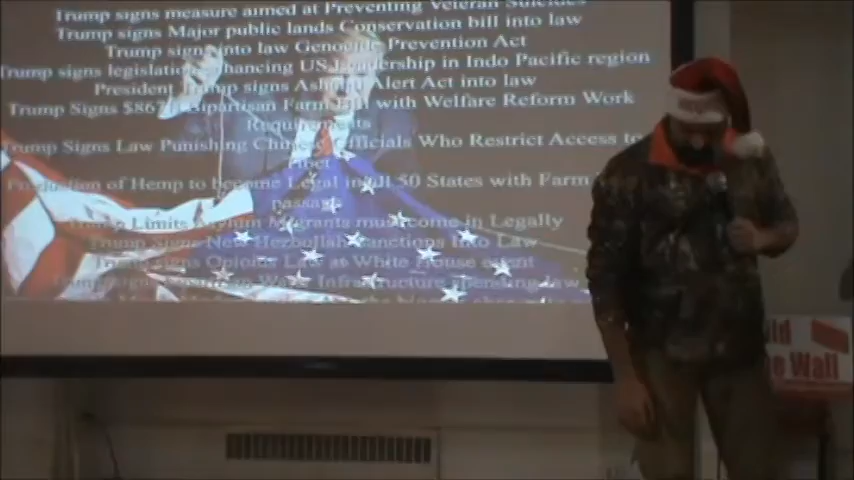 Trump signs measure aimed at Preventing Veteran Suicides
Trump signs Major public lands Conservation bill into law
Trump signs into law Genocide Prevention Act
Trump signs legislation enhancing US Leadership in Indo Pacific region
President Trump signs Ashanti Alert Act into law
Trump Signs $867 Bipartisan Farm Bill with Welfare Reform Work
Requirements
Trump Signs Law Punishing Chinese Officials Who Restrict Access to
Tibet
Production of Hemp to become Legal in all 50 States with Farm
passage
Trump Limits Asylum Migrants must come in Legally
Trump Signs New Hezbollah Sanctions Into Law
Trump signs Opioids Law at White House event
Trump signs Water Infrastructure spending law
the Wall